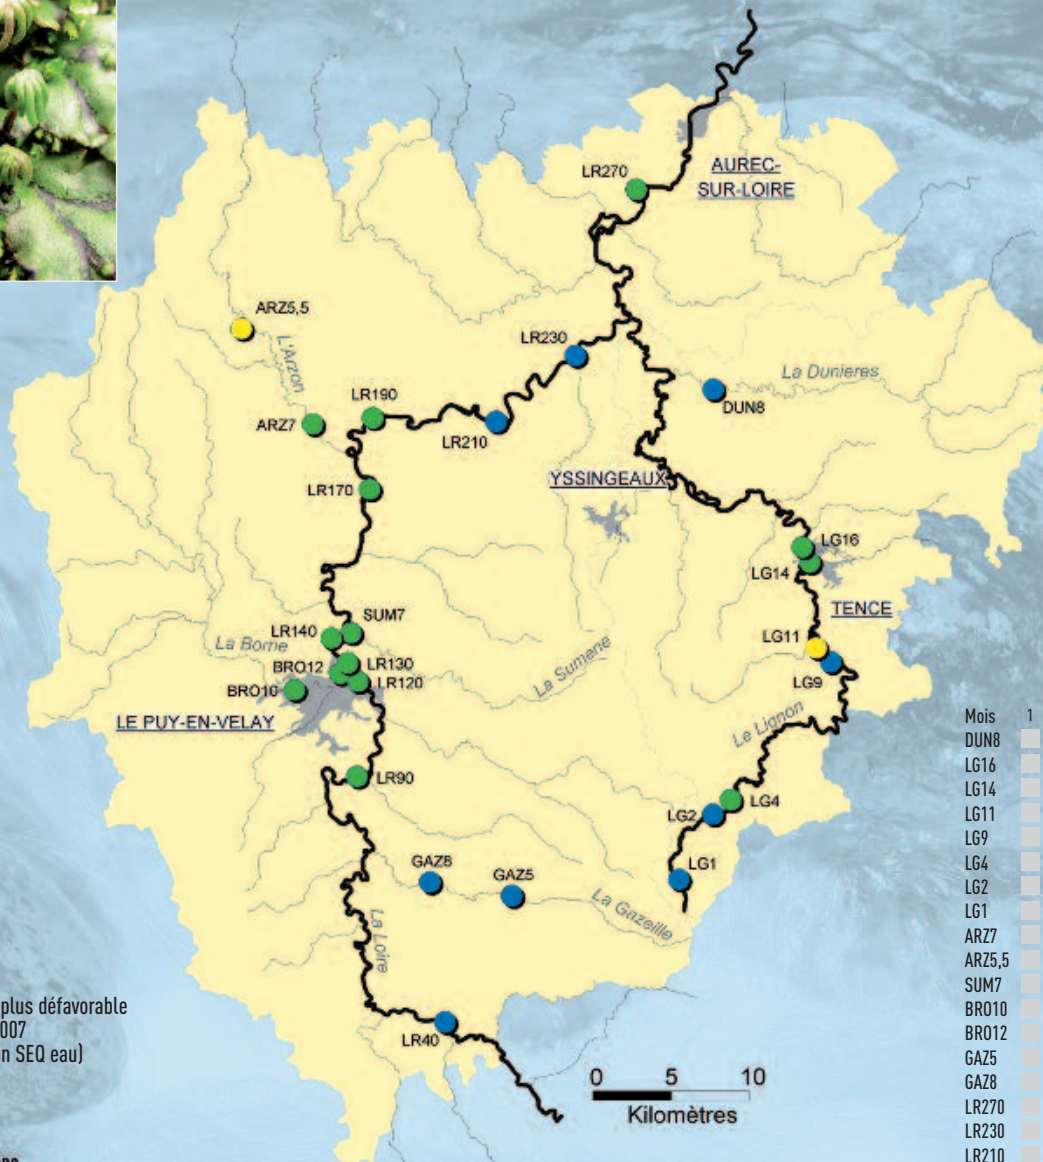 LR270
AUREC-
SUR-LOIRE
ARZ5,5
L'Arzon
LR230
La Dunieres
LR190
DUN8
ARZ7
LR210
YSSINGEAUX
LR170
LG16
LG14
TENCE
SUM7
LR140
La Borne
LG11
BRO12
LR130
LR120
La Sumene
LG9
BRO10
LE PUY-EN-VELAY
Le Lignon
LR90
LG4
LG2
GAZ8
GAZ5
LG1
La Gazeille
La Loire
LR40
0 5 10
Kilomètres
plus défavorable
007
n SEQ eau)
Mois 1
DUN8
LG16
LG14
LG11
LG9
LG4
LG2
LG1
ARZ7
ARZ5,5
SUM7
BRO10
BRO12
GAZ5
GAZ8
LR270
LR230
LR210